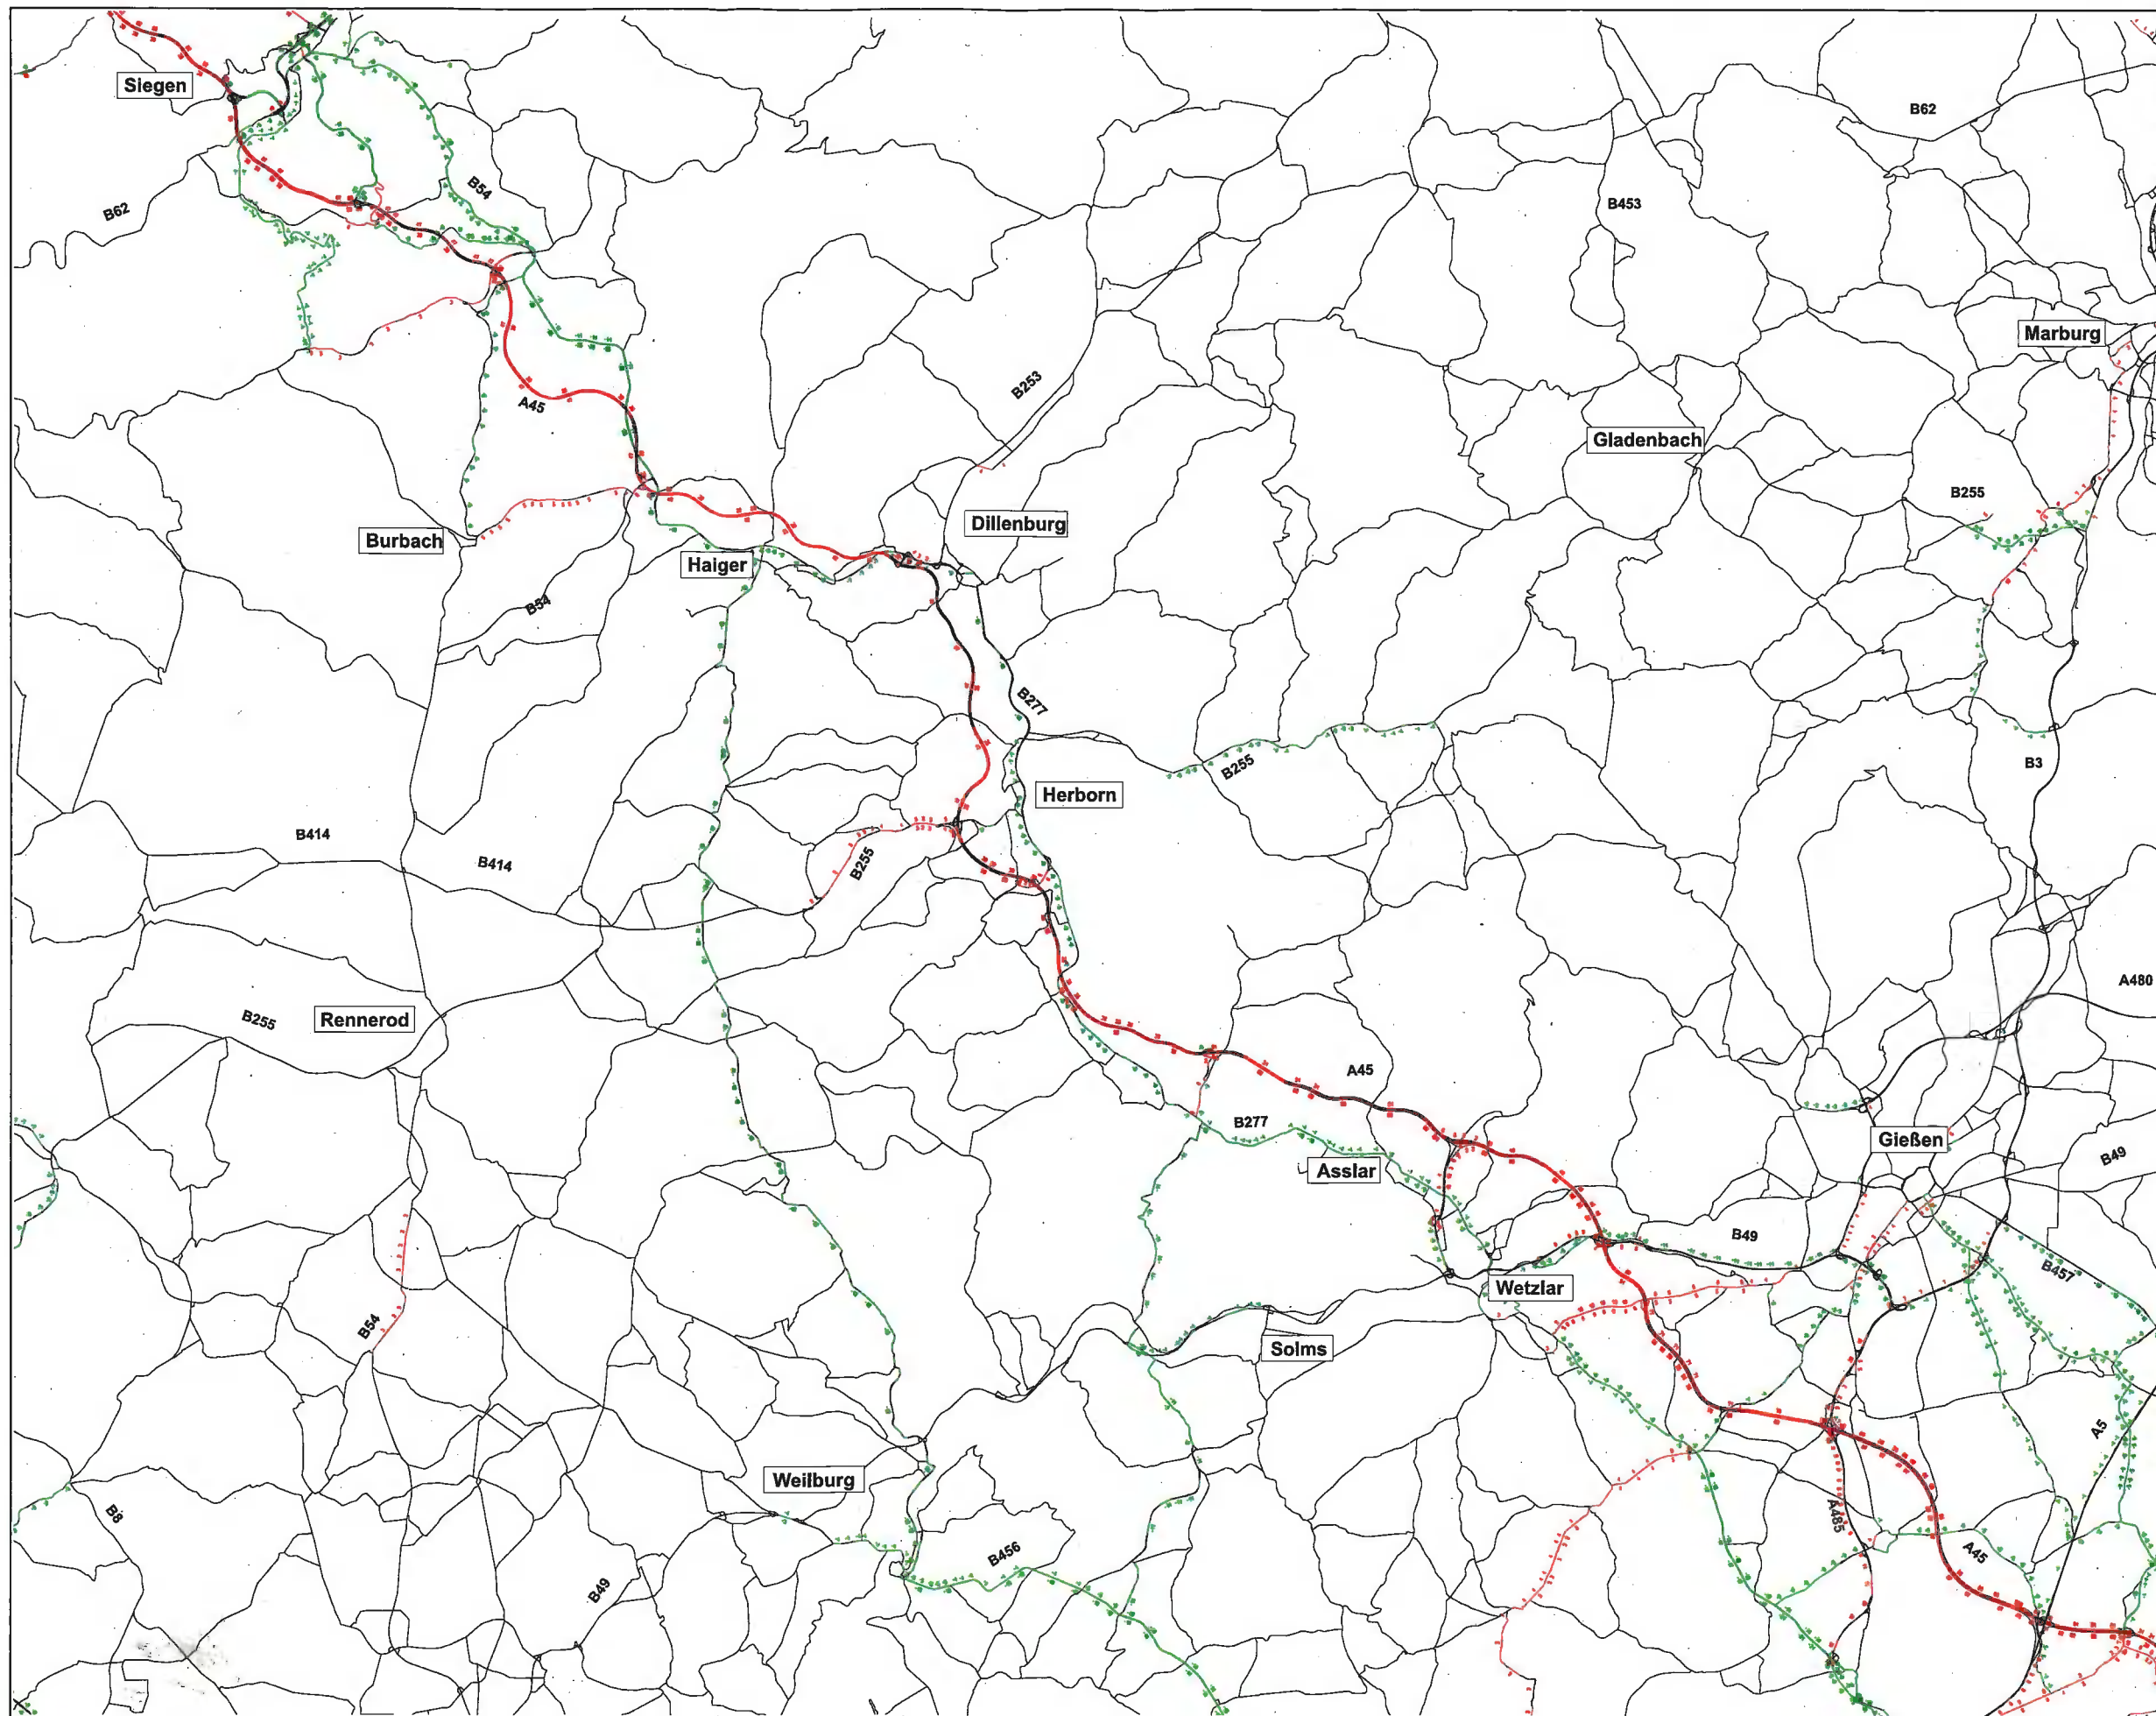 Siegen
B62
B62
B54
B453
Marburg
B253
A45
Gladenbach
B255
Dillenburg
Burbach
Haiger
B54
B277
B255
B3
Herborn
B414
B414
B255
A480
B255
Rennerod
A45
B277
Gießen
B49
Asslar
B49
B457
Wetzlar
B54
Solms
A5
Weilburg
B8
A485
B456
A45
B49